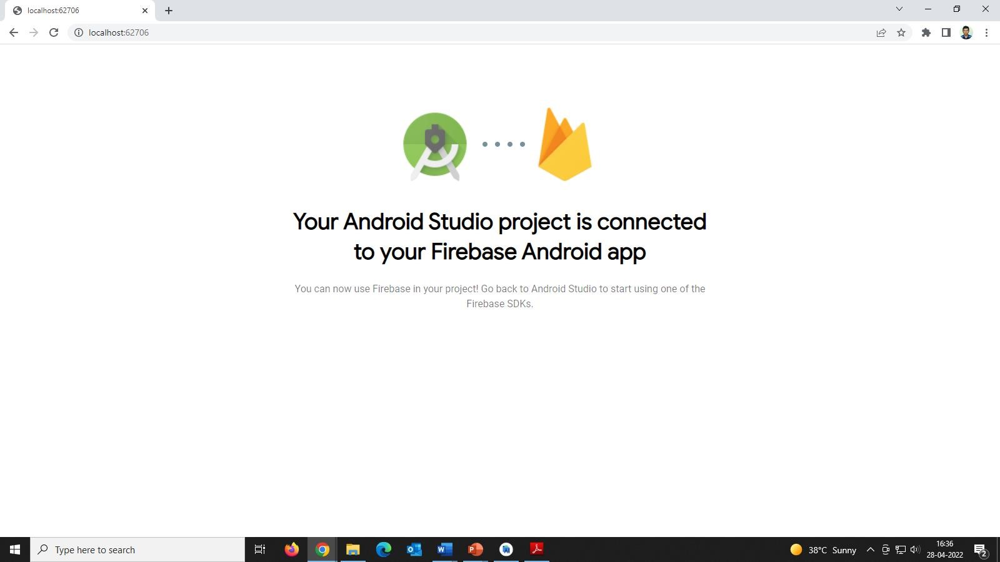 localhost:62706
localhost:62706
Your Android Studio project is connected
to your Firebase Android app
You can now use Firebase in your project! Go back to Android Studio to start using one of the
Firebase SDKs.
Type here to search
38°C Sunny
16:36
28-04-2022
2